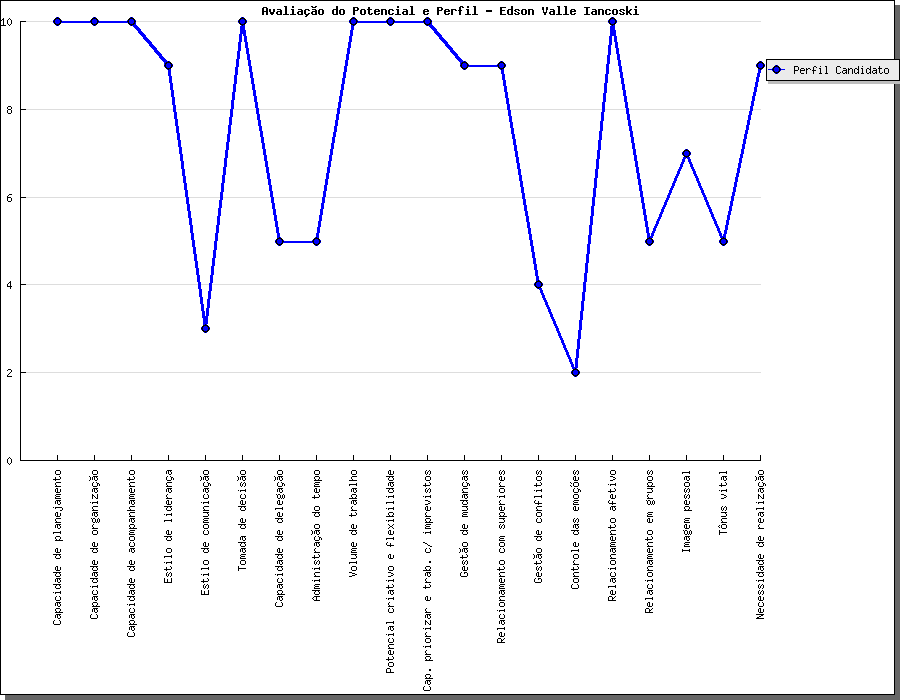 Avaliação do Potencial e Perfil - Edson Valle Iancoski
10
8
6
4
2
0
Perfil Candidato
Capacidade de planejamento
Capacidade de organização
Capacidade de acompanhamento
Estilo de liderança
Estilo de comunicação
Tomada de decisão
Capacidade de delegação
Administração do tempo
Volume de trabalho
Potencial criativo e flexibilidade
Cap. priorizar e trab. c/ imprevistos
Gestão de mudanças
Relacionamento com superiores
Gestão de conflitos
Controle das emoções
Relacionamento afetivo
Relacionamento em grupos
Imagem pessoal
Tônus vital
Necessidade de realização